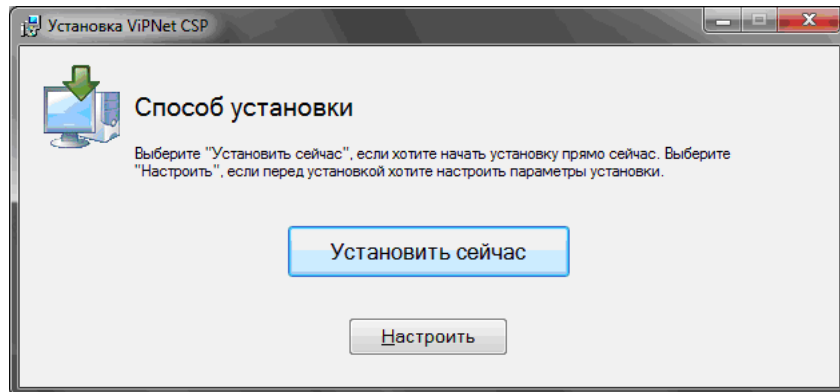 Установка ViPNet CSP
Способ установки
Выберите "Установить сейчас", если хотите начать установку прямо сейчас. Выберите
"Настроить", если перед установкой хотите настроить параметры установки.
Установить сейчас
Настроить